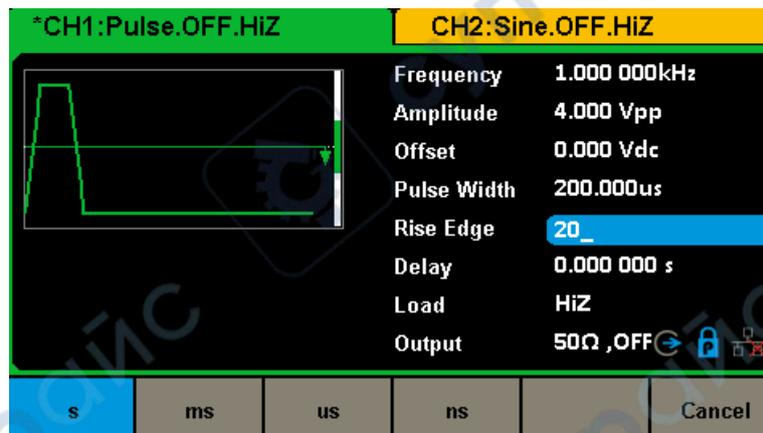 *CH1:Pulse.OFF.HiZ CH2:Sine.OFF.HiZ
Frequency 1.000 000kHz
Amplitude 4.000 Vpp
Offset 0.000 Vdc
Pulse Width 200.000us
Rise Edge 20_
Delay 0.000 000 s
Load HiZ
Output 50Ω ,OFF
s ms us ns Cancel